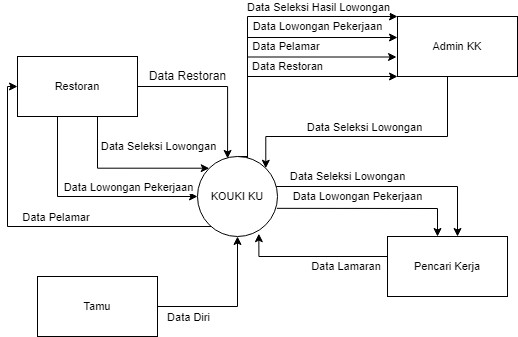 Data Seleksi Hasil Lowongan
Data Lowongan Pekerjaan
Data Pelamar
Data Restoran
Admin KK
Restoran
Data Restoran
Data Seleksi Lowongan
Data Seleksi Lowongan
Data Lowongan Pekerjaan
KOUKI KU
Data Seleksi Lowongan
Data Lowongan Pekerjaan
Data Pelamar
Data Lamaran
Pencari Kerja
Tamu
Data Diri